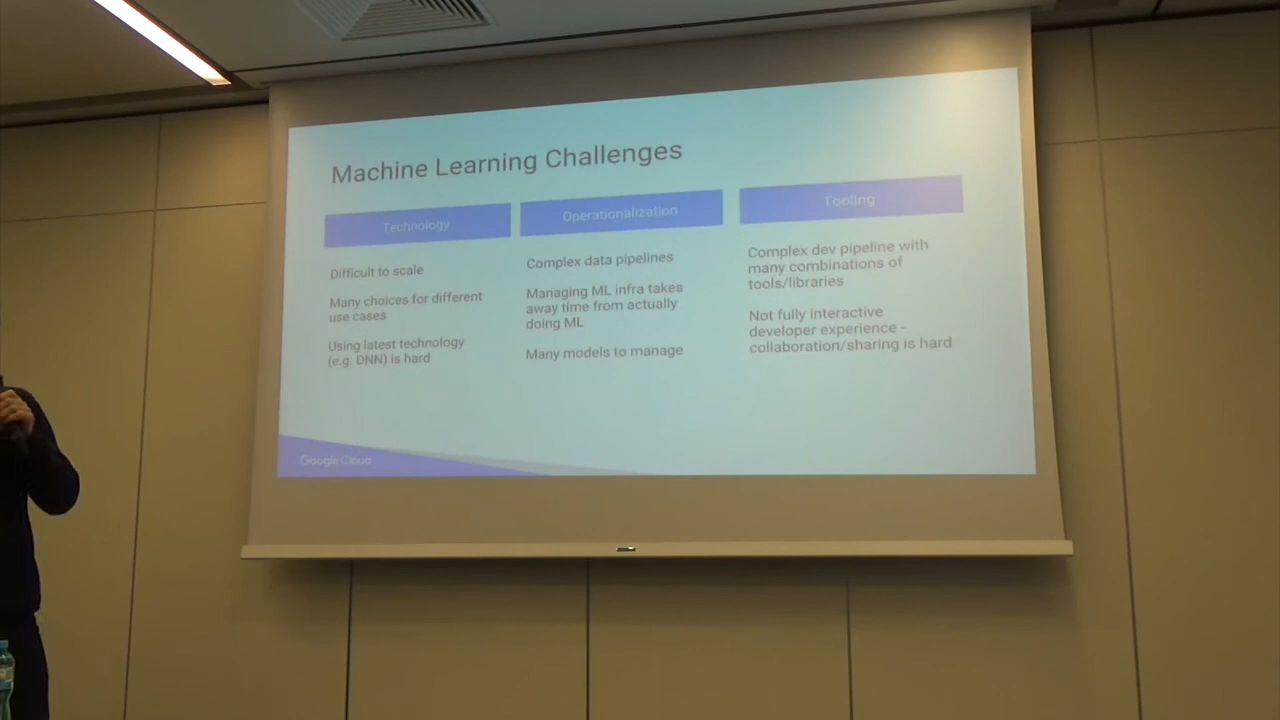 Machine Learning Challenges
Technology
Difficult to scale
Many choices for different
use cases
Using latest technology
(e.g. DNN) is hard
Operationalization
Complex data pipelines
Managing ML infra takes
away time from actually
doing ML
Many models to manage
Tooling
Complex dev pipeline with
many combinations of
tools/libraries
Not fully interactive
developer experience -
collaboration/sharing is hard
Google Cloud